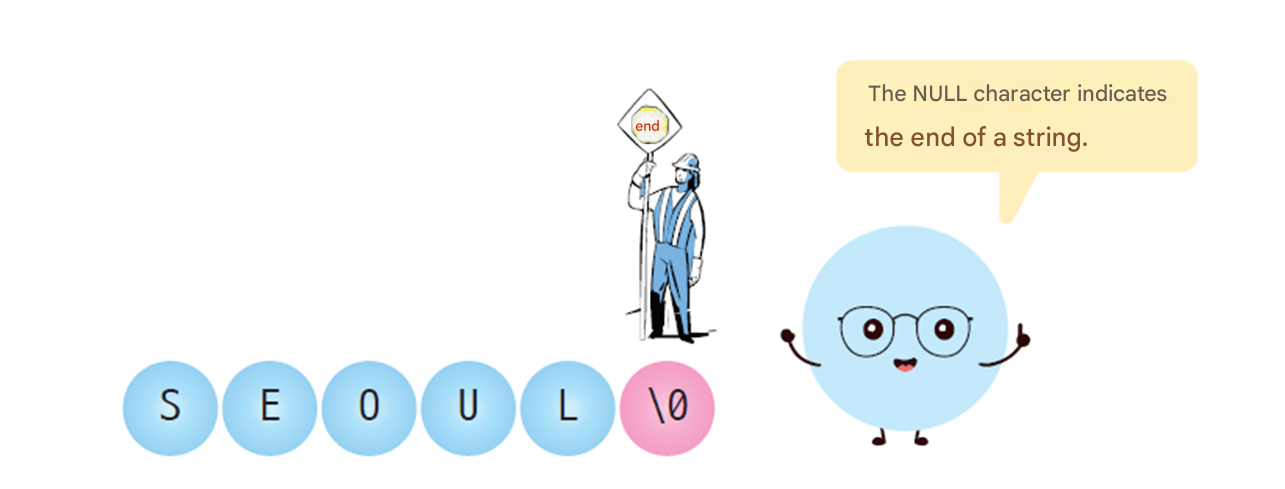 The NULL character indicates
the end of a string.
end
S E O U L \0